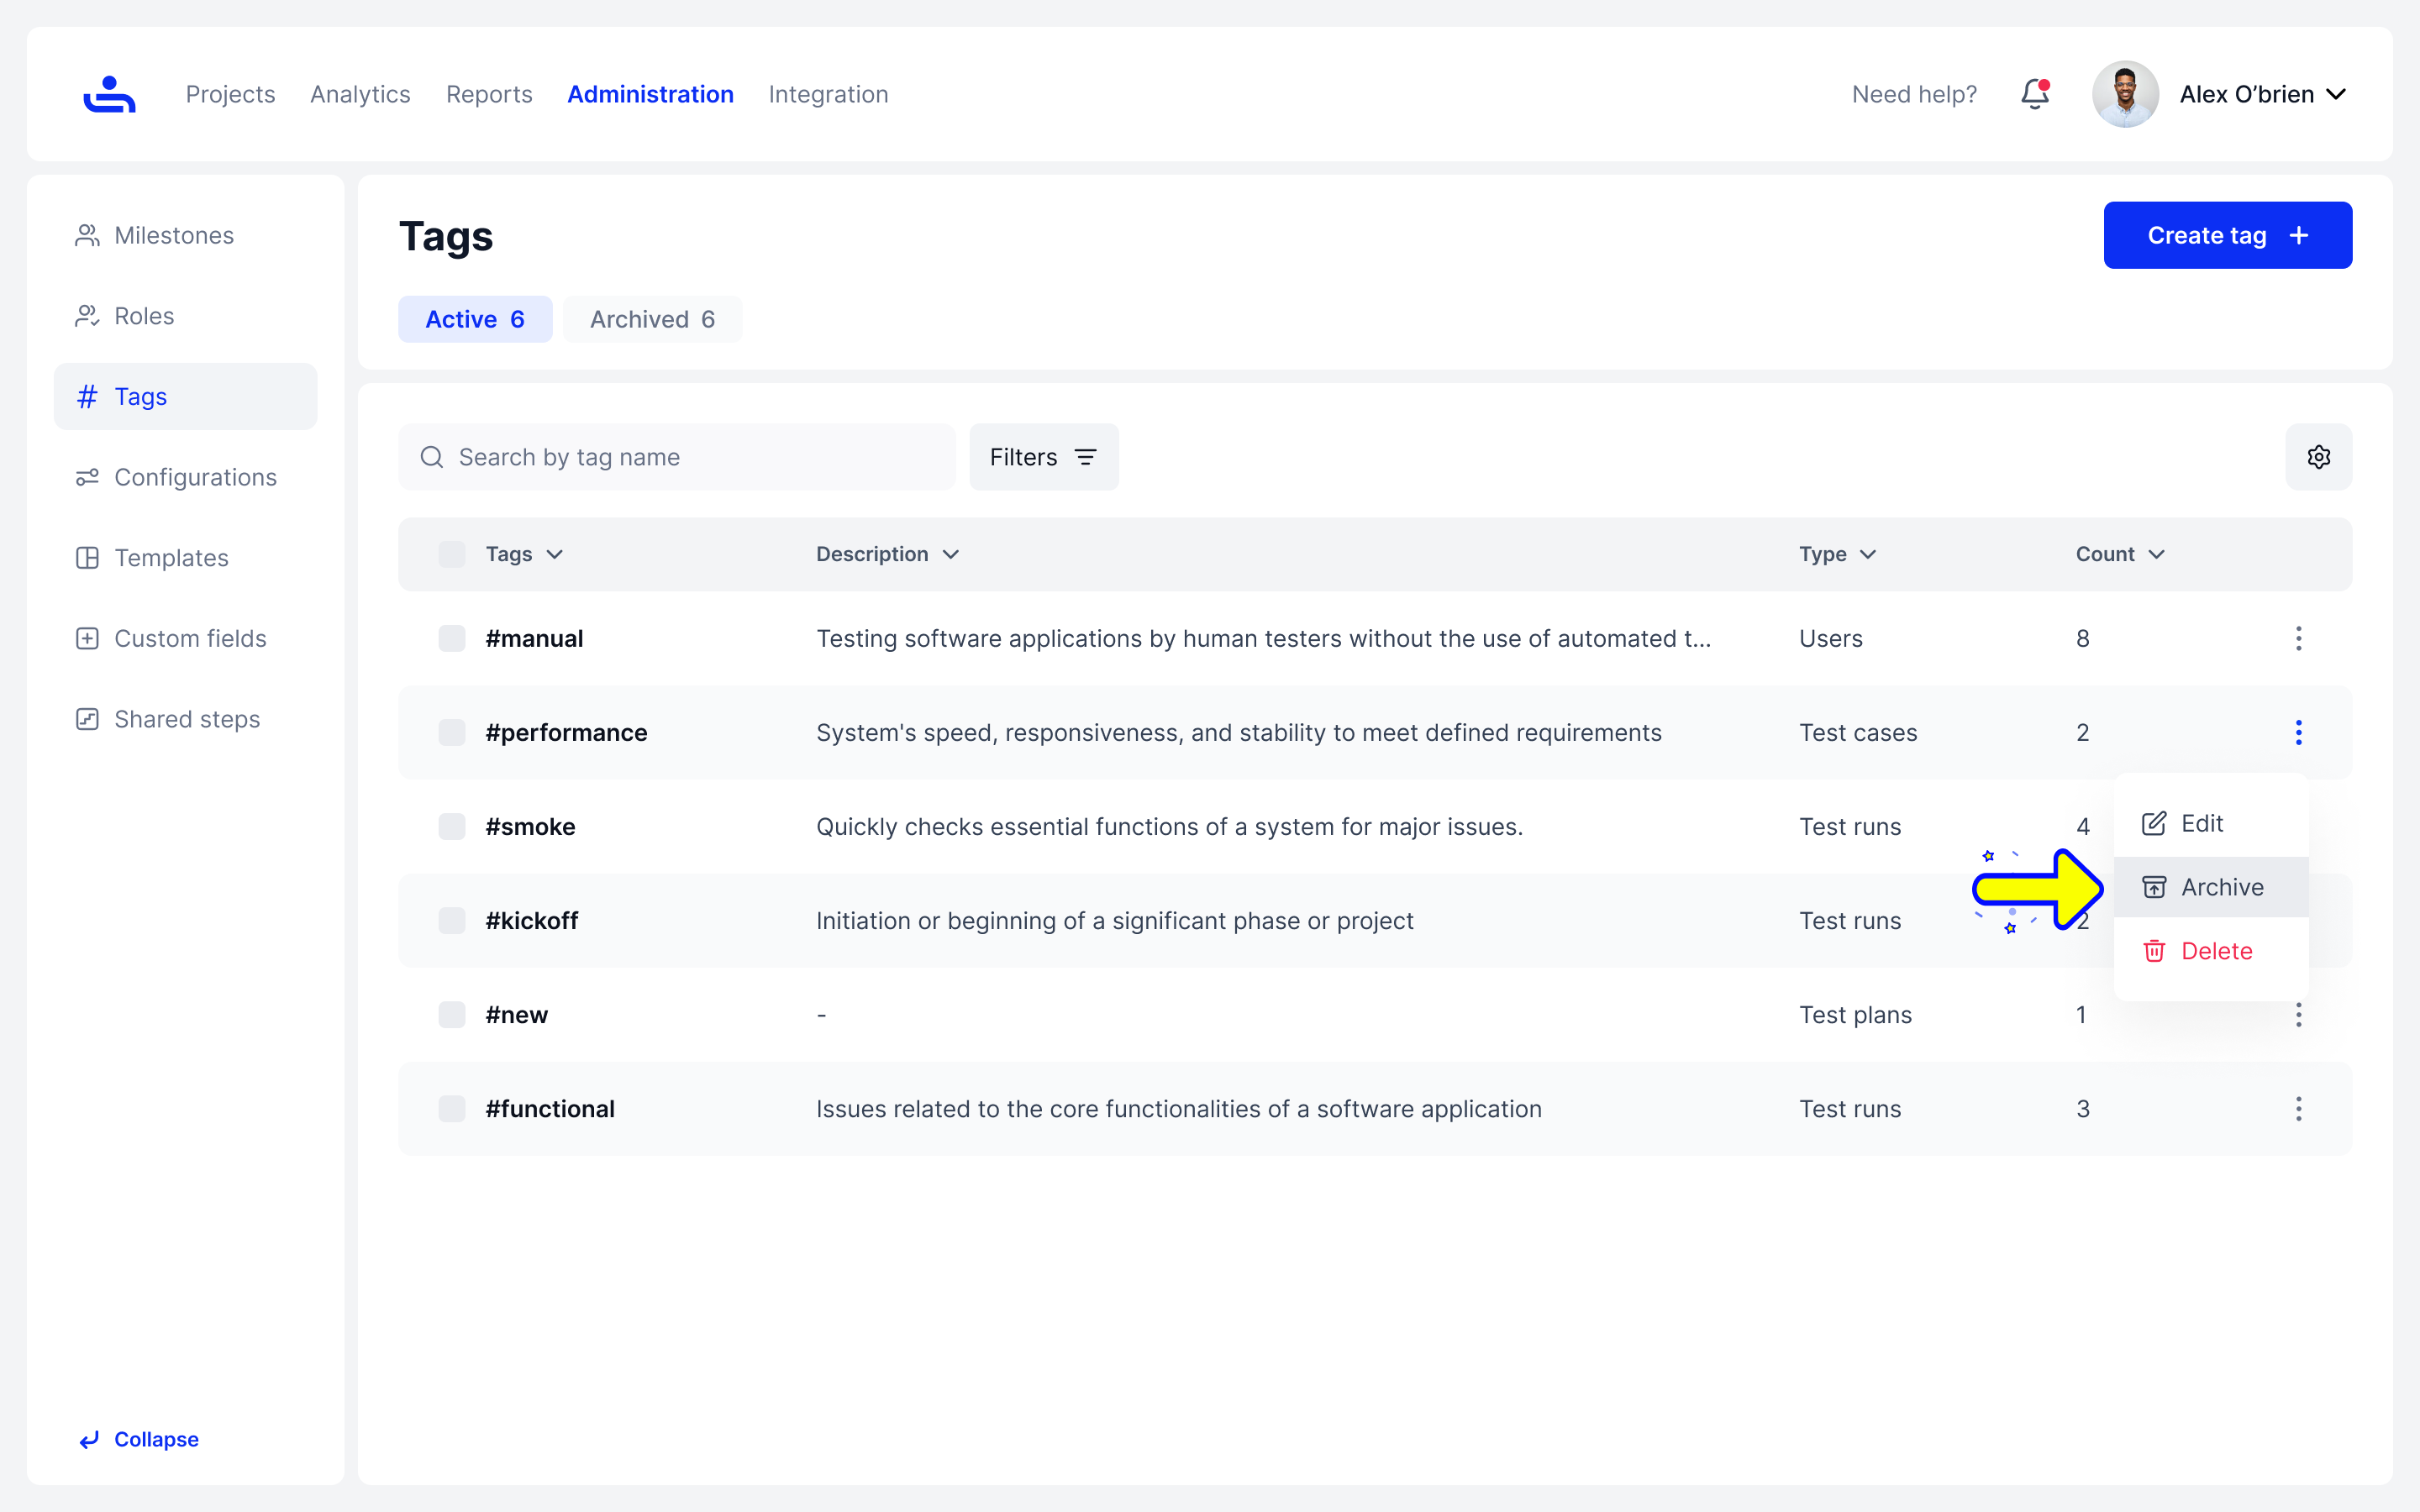 Projects Analytics Reports Administration Integration Need help? Alex O’brien
Milestones
Roles
Tags
Configurations
Templates
Custom fields
Shared steps
Collapse
Tags
Create tag
Active 6 Archived 6
Search by tag name Filters
Tags Description Type Count
#manual Testing software applications by human testers without the use of automated t... Users 8
#performance System's speed, responsiveness, and stability to meet defined requirements Test cases 2
#smoke Quickly checks essential functions of a system for major issues. Test runs 4
#kickoff Initiation or beginning of a significant phase or project Test runs 2
#new - Test plans 1
#functional Issues related to the core functionalities of a software application Test runs 3
Edit
Archive
Delete